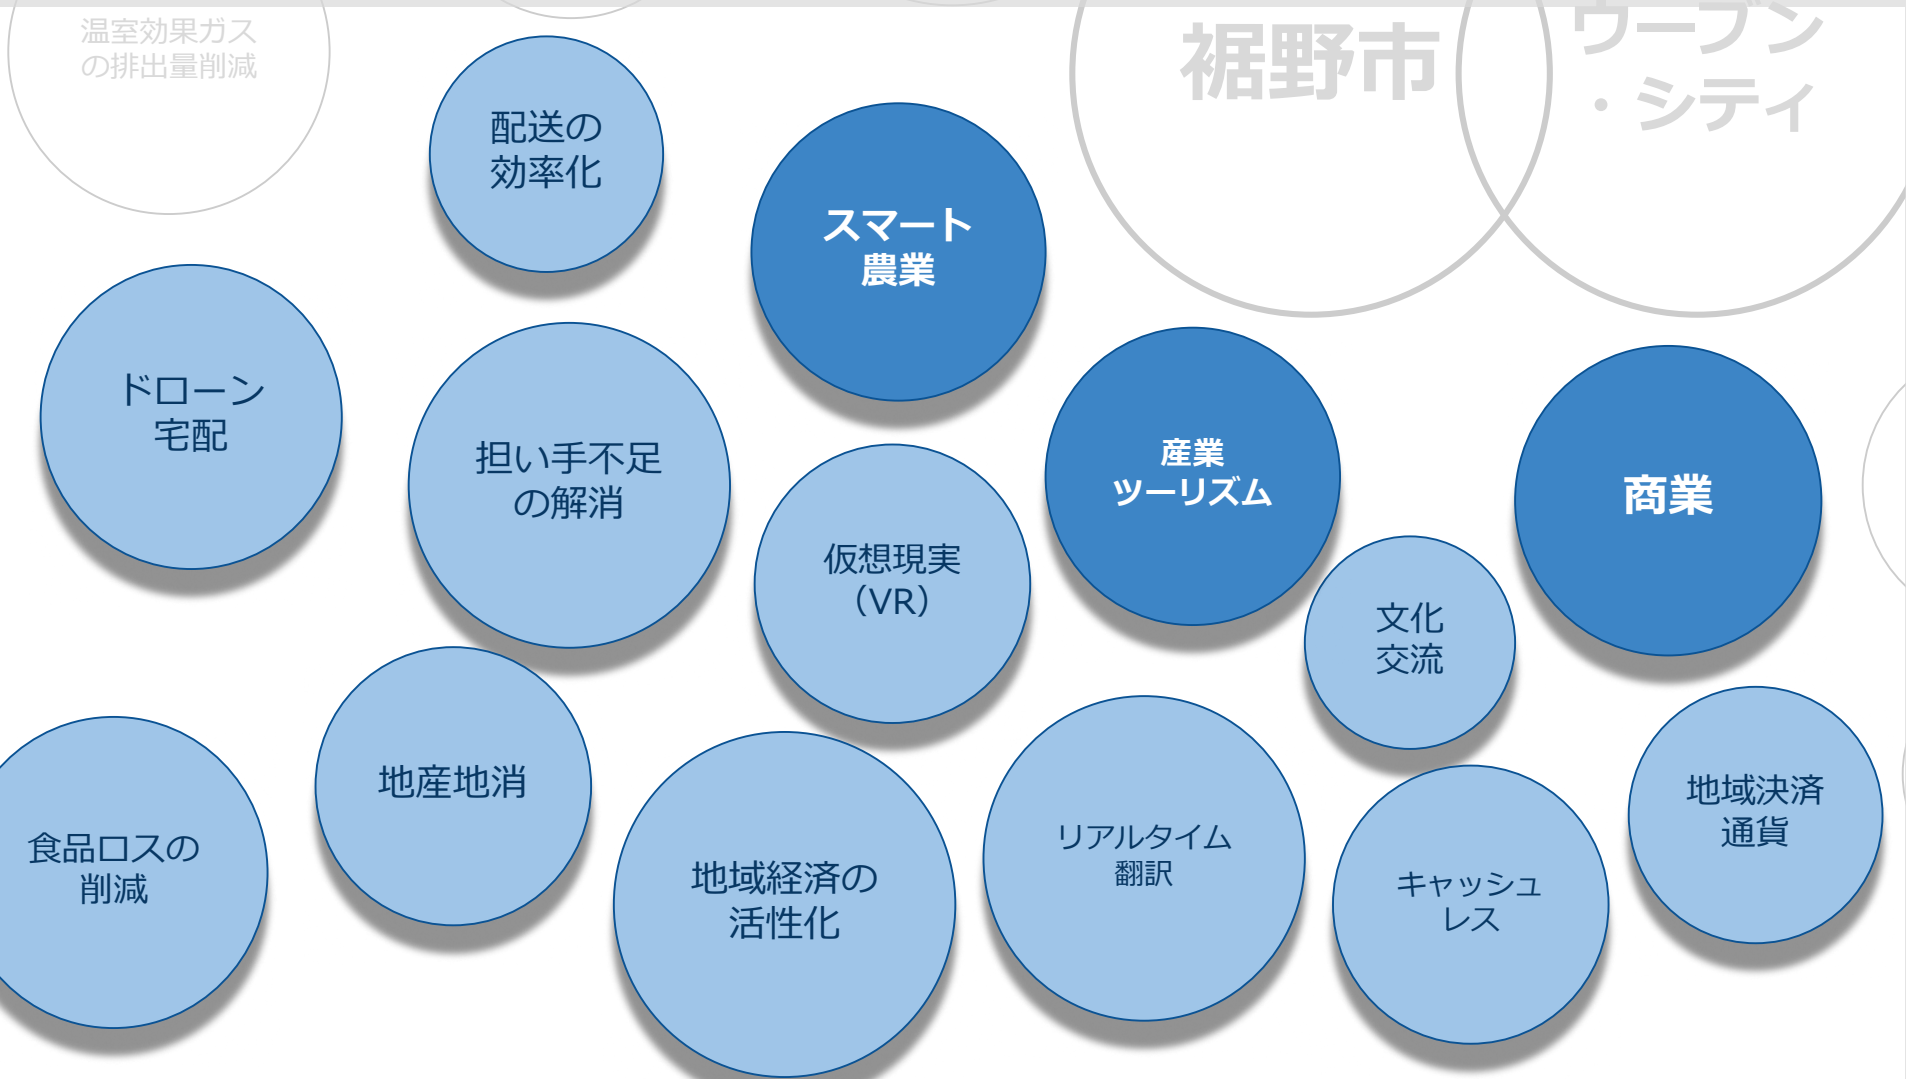 温室効果ガス
の排出量削減
裾野市
ウーブン
・シティ
配送の
効率化
スマート
農業
ドローン
宅配
担い手不足
の解消
産業
ツーリズム
商業
仮想現実
（VR）
文化
交流
地産地消
食品ロスの
削減
地域経済の
活性化
リアルタイム
翻訳
キャッシュ
レス
地域決済
通貨